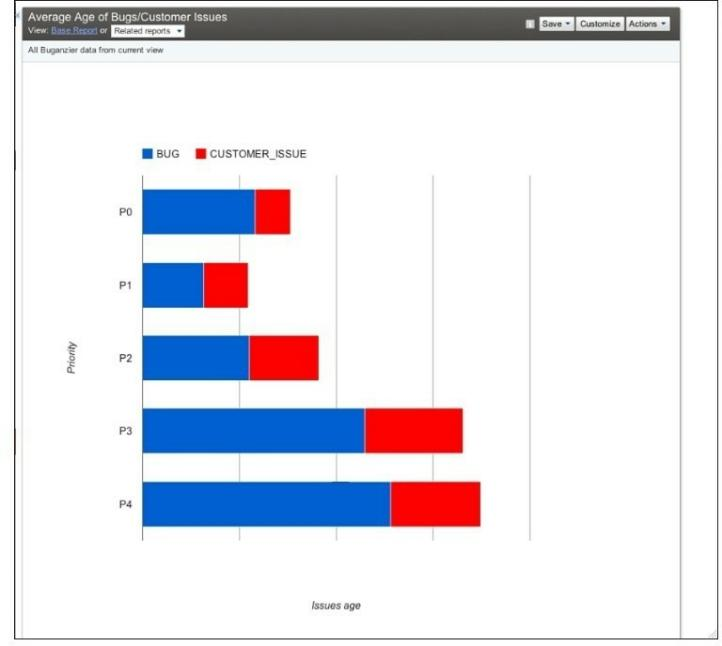 Average Age of Bugs/Customer Issues
View: Base Report or Related reports
Save Customize Actions
All Buganzier data from current view
BUG CUSTOMER_ISSUE
P0
P1
P2
P3
P4
Priority
Issues age